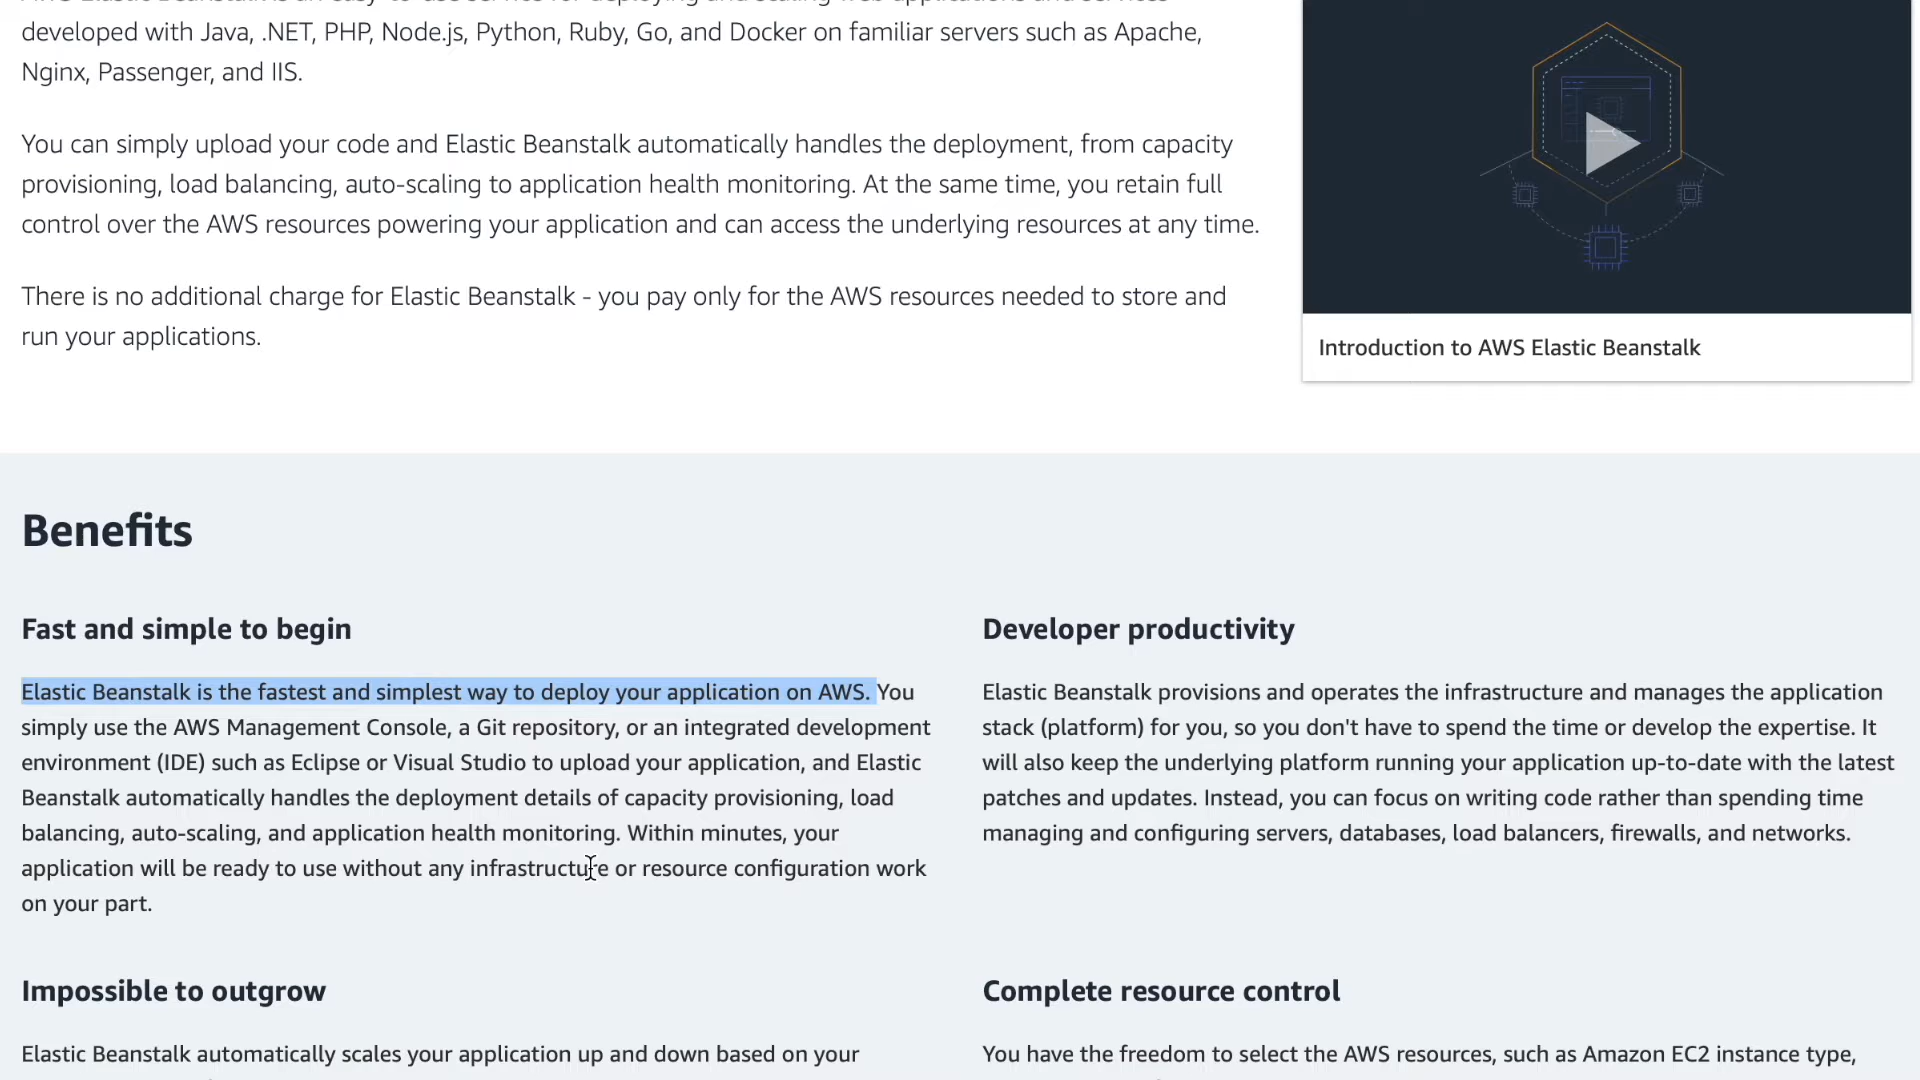 developed with Java, .NET, PHP, Node.js, Python, Ruby, Go, and Docker on familiar servers such as Apache,
Nginx, Passenger, and IIS.
You can simply upload your code and Elastic Beanstalk automatically handles the deployment, from capacity
provisioning, load balancing, auto-scaling to application health monitoring. At the same time, you retain full
control over the AWS resources powering your application and can access the underlying resources at any time.
There is no additional charge for Elastic Beanstalk - you pay only for the AWS resources needed to store and
run your applications.
Introduction to AWS Elastic Beanstalk
Benefits
Fast and simple to begin
Elastic Beanstalk is the fastest and simplest way to deploy your application on AWS. You
simply use the AWS Management Console, a Git repository, or an integrated development
environment (IDE) such as Eclipse or Visual Studio to upload your application, and Elastic
Beanstalk automatically handles the deployment details of capacity provisioning, load
balancing, auto-scaling, and application health monitoring. Within minutes, your
application will be ready to use without any infrastructure or resource configuration work
on your part.
Developer productivity
Elastic Beanstalk provisions and operates the infrastructure and manages the application
stack (platform) for you, so you don't have to spend the time or develop the expertise. It
will also keep the underlying platform running your application up-to-date with the latest
patches and updates. Instead, you can focus on writing code rather than spending time
managing and configuring servers, databases, load balancers, firewalls, and networks.
Impossible to outgrow
Elastic Beanstalk automatically scales your application up and down based on your
Complete resource control
You have the freedom to select the AWS resources, such as Amazon EC2 instance type,